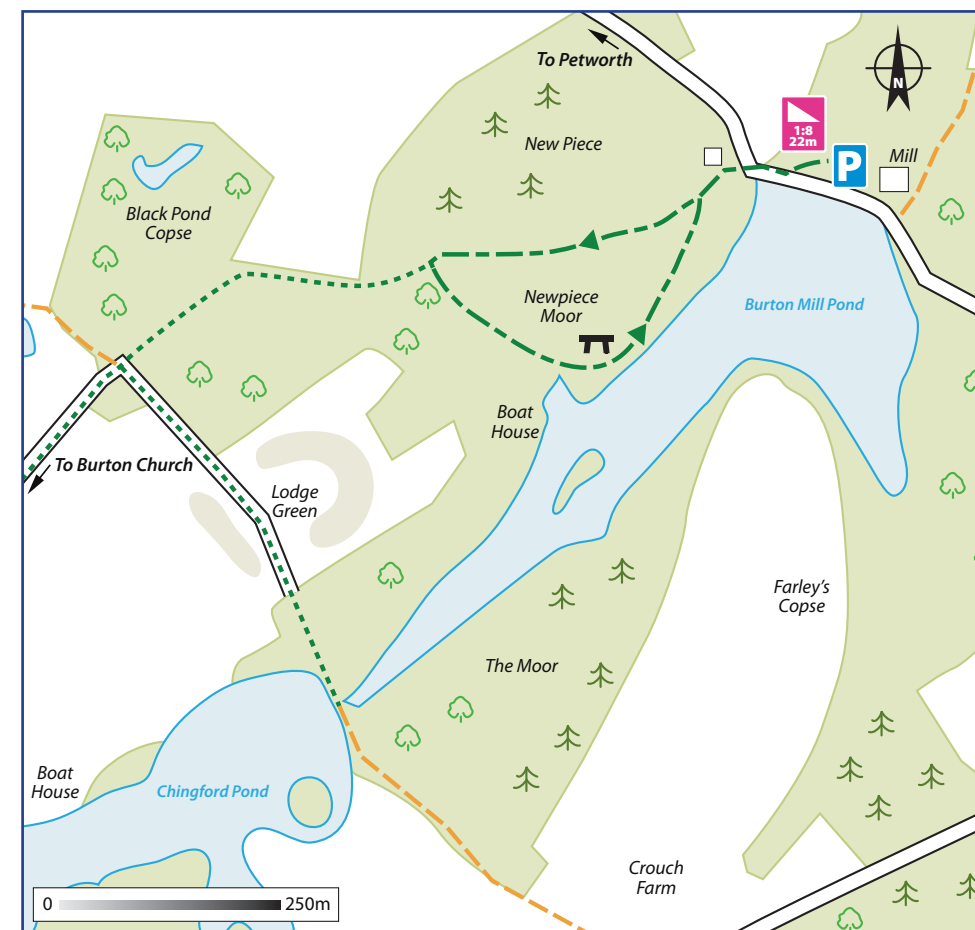 To Petworth
N
1:8
22m
P
Mill
New Piece
Black Pond
Copse
Newpiece
Moor
Burton Mill Pond
Boat
House
To Burton Church
Lodge
Green
Farley's
Copse
The Moor
Boat
House
Chingford Pond
Crouch
Farm
0 250m